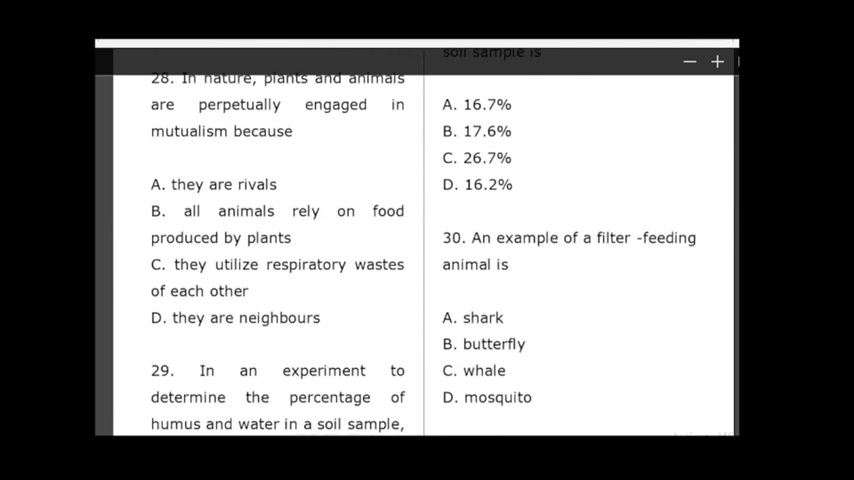 28. In nature, plants and animals
are perpetually engaged in
mutualism because
A. they are rivals
B. all animals rely on food
produced by plants
C. they utilize respiratory wastes
of each other
D. they are neighbours
29. In an experiment to
determine the percentage of
humus and water in a soil sample,
soil sample is
A. 16.7%
B. 17.6%
C. 26.7%
D. 16.2%
30. An example of a filter -feeding
animal is
A. shark
B. butterfly
C. whale
D. mosquito